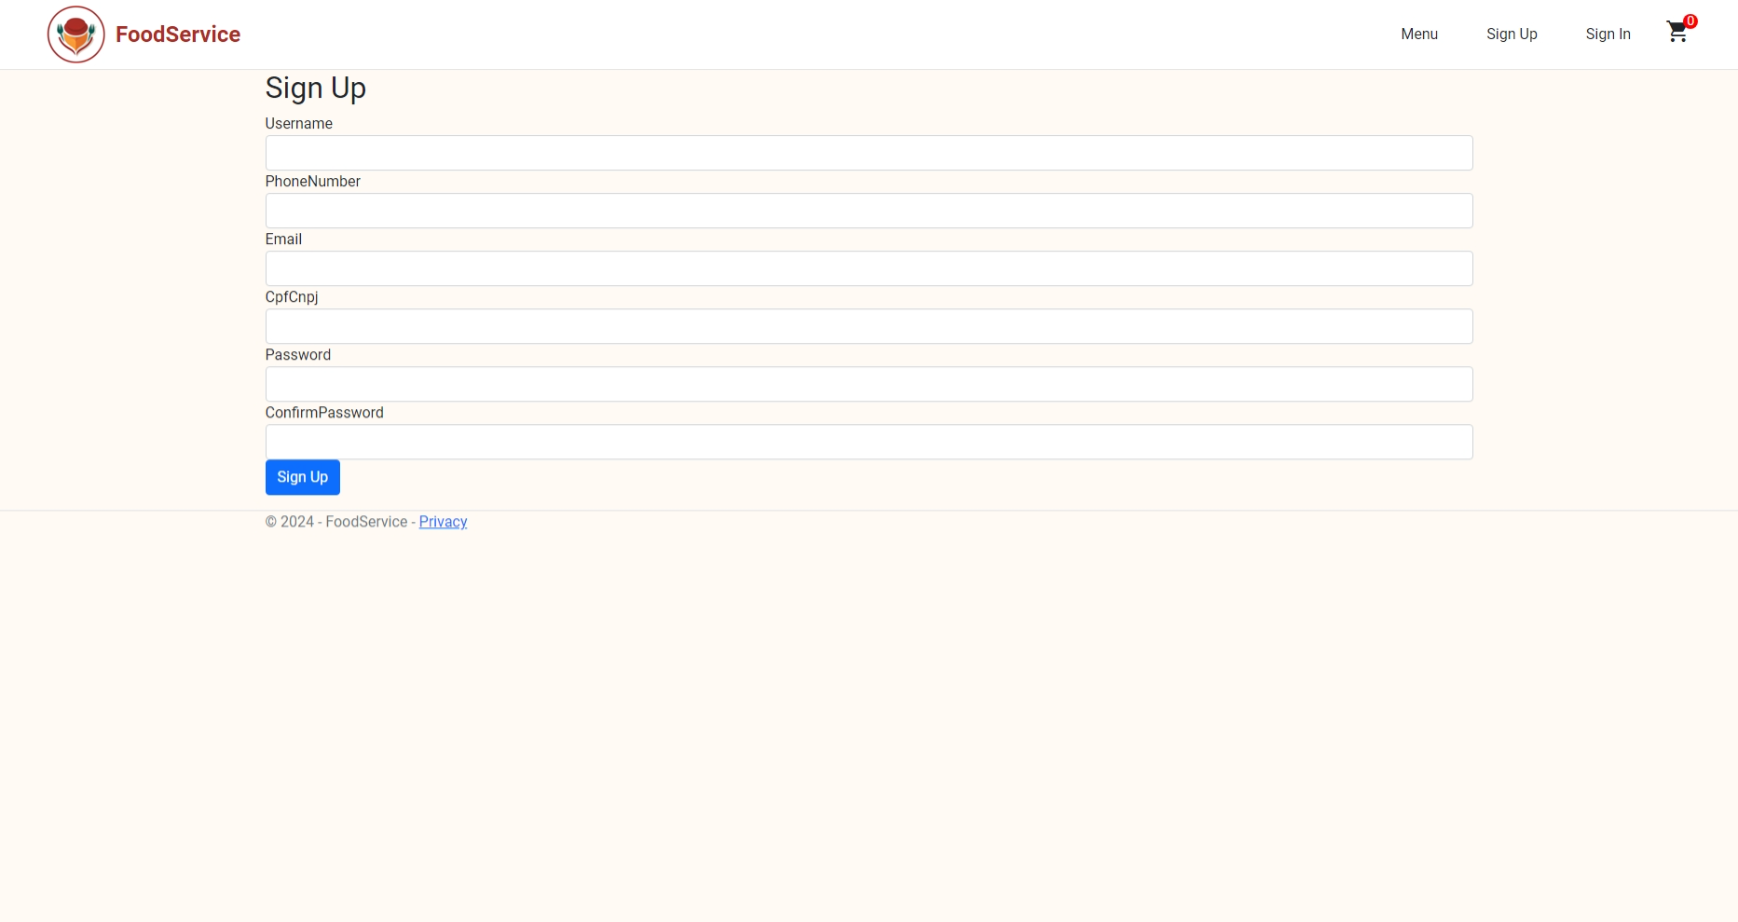 FoodService
Menu Sign Up Sign In 0
Sign Up
Username
PhoneNumber
Email
CpfCnpj
Password
ConfirmPassword
Sign Up
© 2024 - FoodService - Privacy